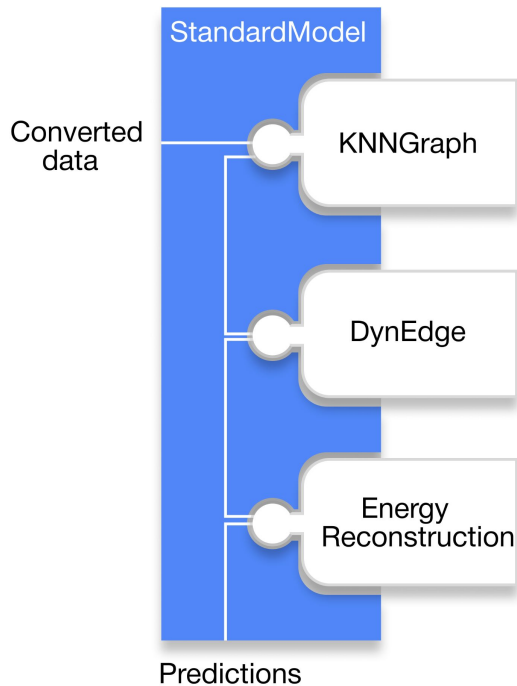 StandardModel
Converted
data
KNNGraph
DynEdge
Energy
Reconstruction
Predictions